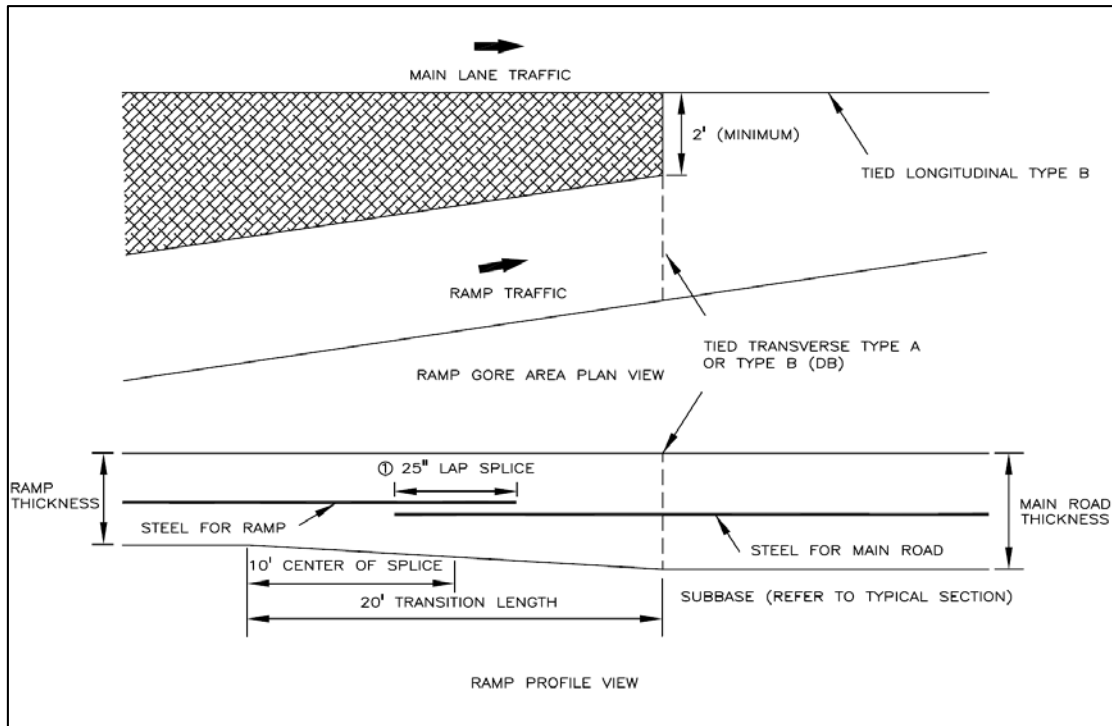 MAIN LANE TRAFFIC
2' (MINIMUM)
TIED LONGITUDINAL TYPE B
RAMP TRAFFIC
TIED TRANSVERSE TYPE A
OR TYPE B (DB)
RAMP GORE AREA PLAN VIEW
① 25" LAP SPLICE
RAMP
THICKNESS
MAIN ROAD
THICKNESS
STEEL FOR RAMP
STEEL FOR MAIN ROAD
10' CENTER OF SPLICE
20' TRANSITION LENGTH
SUBBASE (REFER TO TYPICAL SECTION)
RAMP PROFILE VIEW